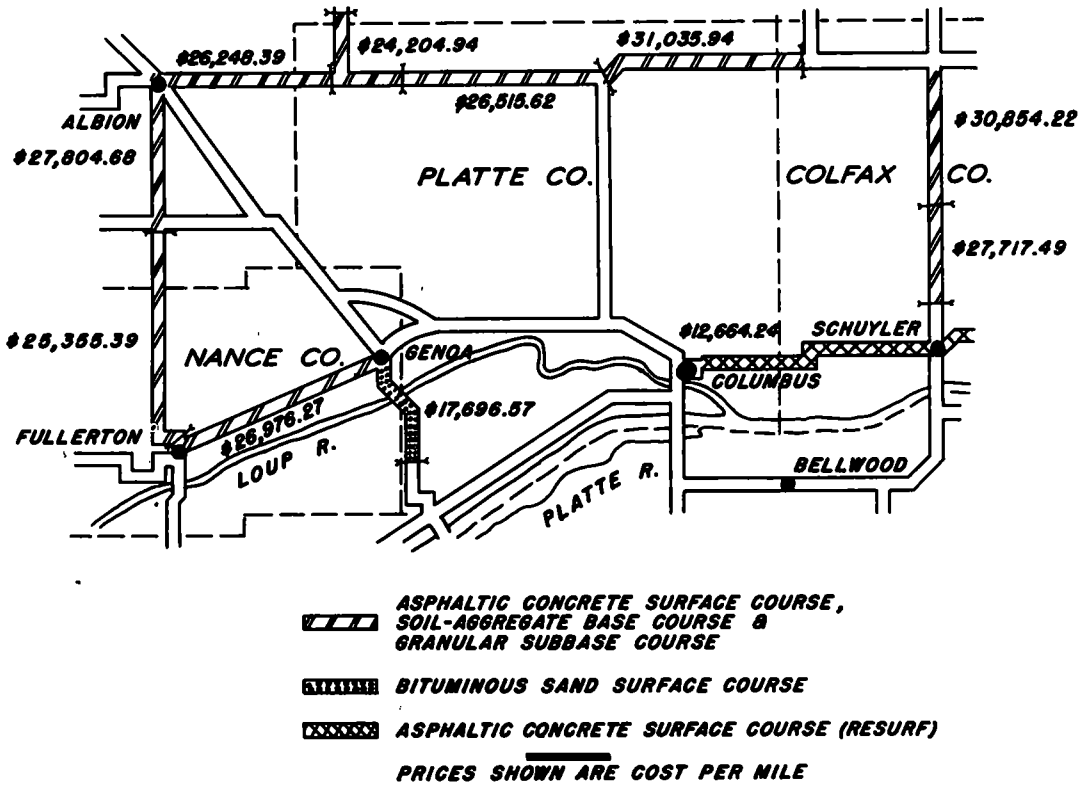 $26,248.39
$24,204.94
$31,035.94
$26,515.62
ALBION
$27,804.68
$30,854.22
PLATTE CO.
COLFAX CO.
$27,717.49
$25,355.39
NANCE CO.
GENOA
$12,664.24
SCHUYLER
COLUMBUS
$17,696.57
FULLERTON
$26,976.27
LOUP R.
PLATTE R.
BELLWOOD
ASPHALTIC CONCRETE SURFACE COURSE,
SOIL-AGGREGATE BASE COURSE &
GRANULAR SUBBASE COURSE
BITUMINOUS SAND SURFACE COURSE
ASPHALTIC CONCRETE SURFACE COURSE (RESURF)
PRICES SHOWN ARE COST PER MILE